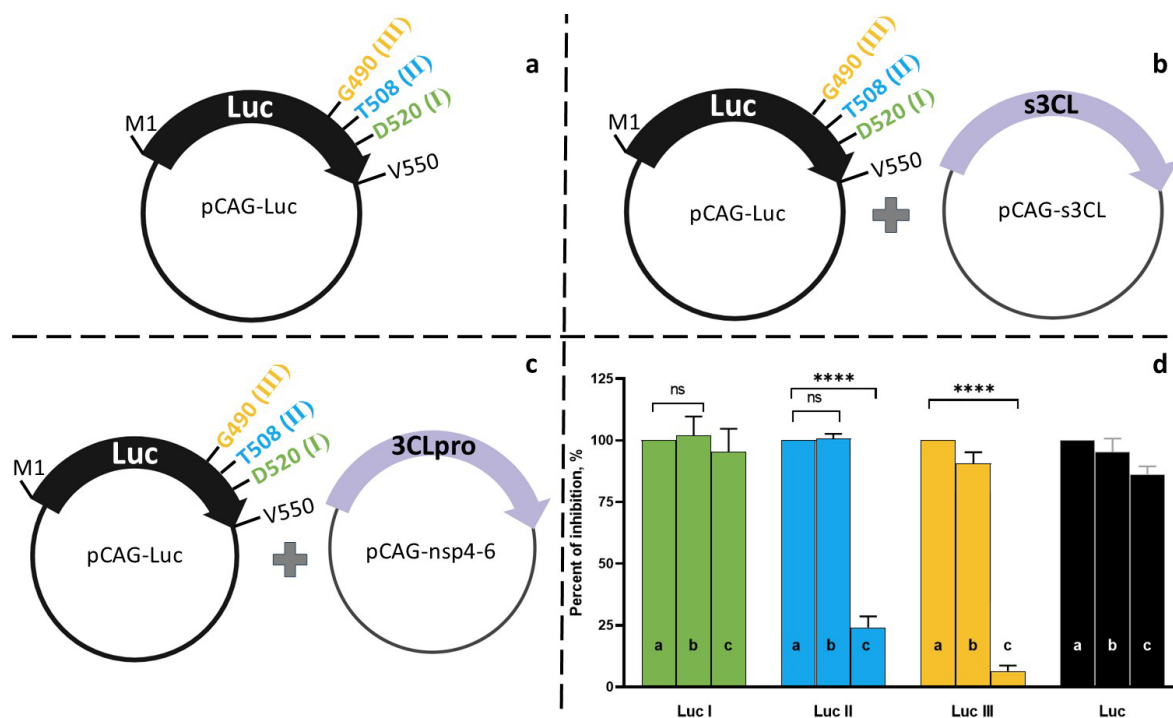 a
G490 (III)
T508 (II)
D520 (I)
Luc
M1
V550
pCAG-Luc
b
G490 (III)
T508 (II)
D520 (I)
Luc
M1
V550
pCAG-Luc
s3CL
pCAG-s3CL
c
G490 (III)
T508 (II)
D520 (I)
Luc
M1
V550
pCAG-Luc
3CLpro
pCAG-nsp4-6
d
Percent of inhibition, %
125
100
75
50
25
0
ns
****
ns
****
a b c
a b c
a b c
a b c
Luc I
Luc II
Luc III
Luc